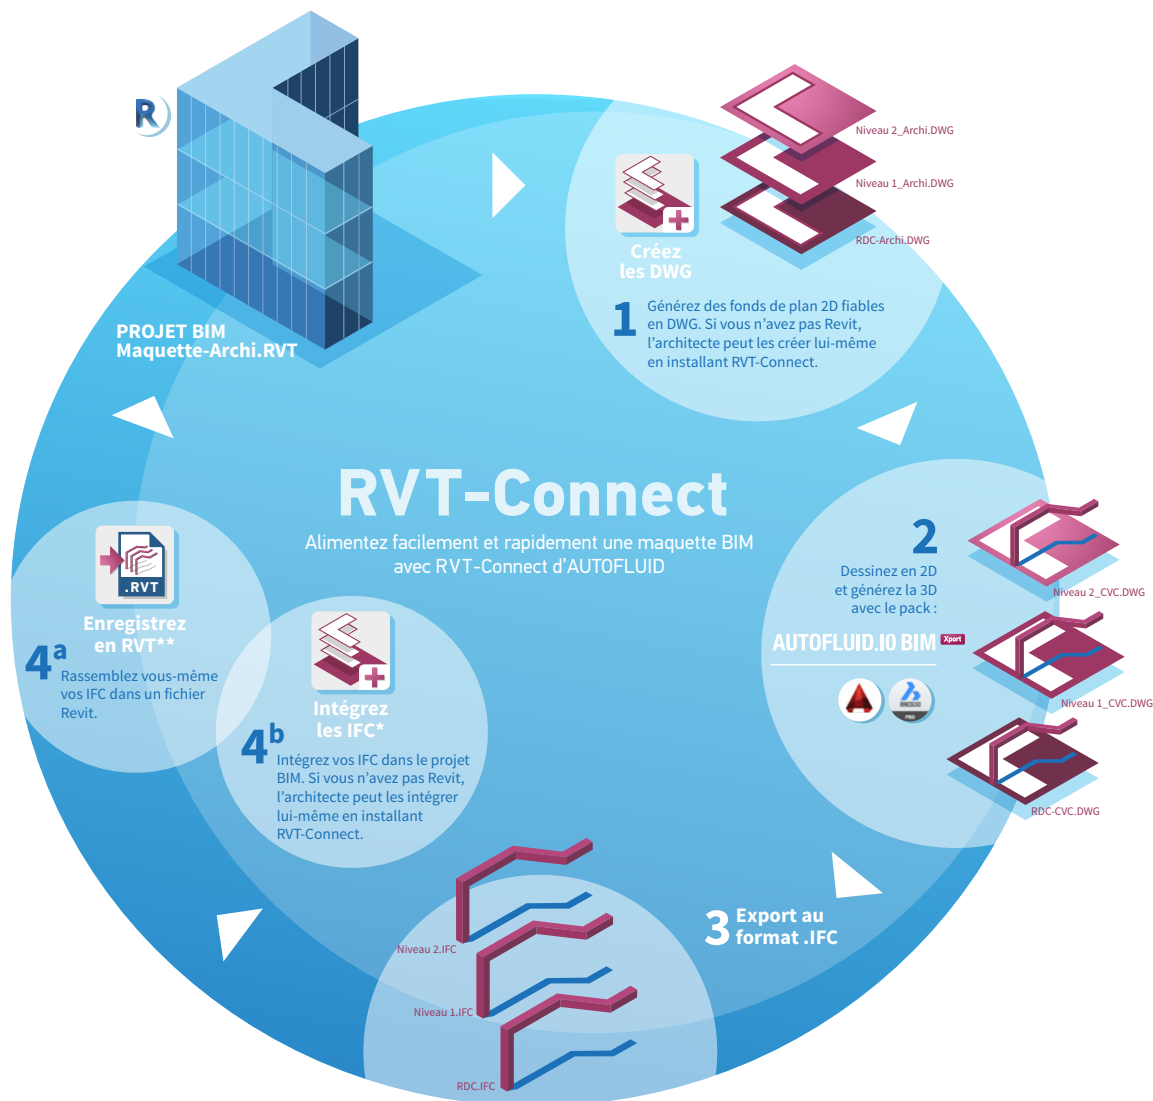 R
PROJET BIM
Maquette-Archi.RVT
Niveau 2_Archi.DWG
Niveau 1_Archi.DWG
RDC-Archi.DWG
Créez
les DWG
1
Générez des fonds de plan 2D fiables
en DWG. Si vous n’avez pas Revit,
l’architecte peut les créer lui-même
en installant RVT-Connect.
RVT-Connect
Alimentez facilement et rapidement une maquette BIM
avec RVT-Connect d’AUTOFLUID
2
Dessinez en 2D
et générez la 3D
avec le pack :
AUTOFLUID.IO BIM Xport
BRICSCAD
PRO
Niveau 2_CVC.DWG
Niveau 1_CVC.DWG
RDC-CVC.DWG
3 Export au
format .IFC
Niveau 2.IFC
Niveau 1.IFC
RDC.IFC
.RVT
Enregistrez
en RVT**
4a
Rassemblez vous-même
vos IFC dans un fichier
Revit.
Intégrez
les IFC*
4b
Intégrez vos IFC dans le projet
BIM. Si vous n’avez pas Revit,
l’architecte peut les intégrer
lui-même en installant
RVT-Connect.